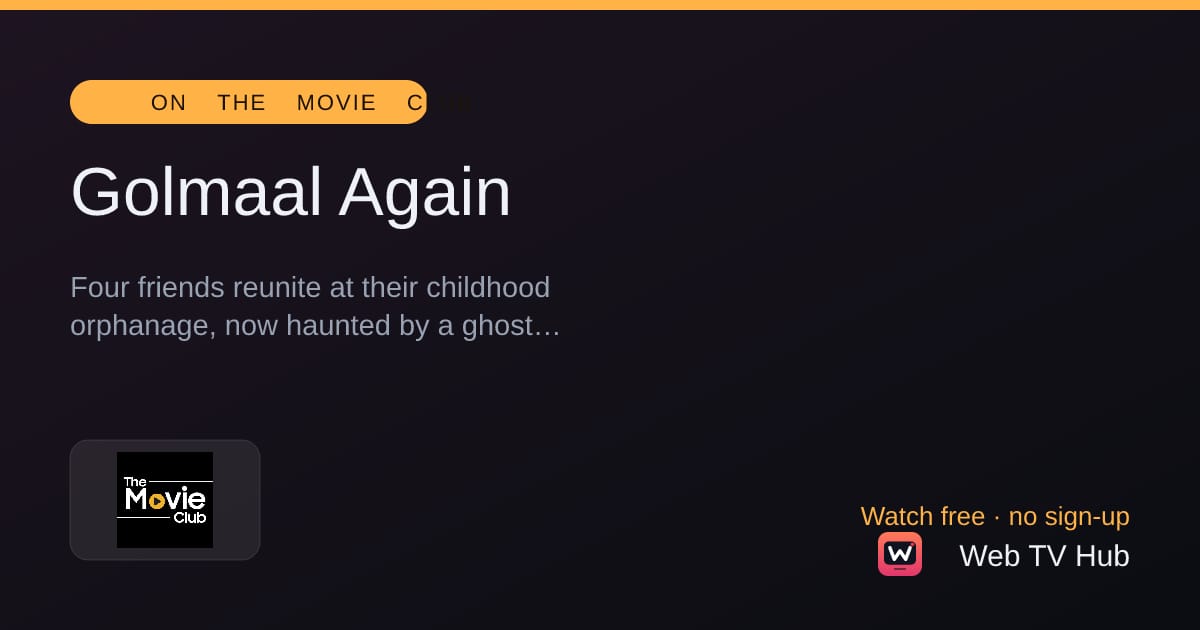 ON THE MOVIE C
Golmaal Again
Four friends reunite at their childhood
orphanage, now haunted by a ghost…
The
Movie
Club
Watch free · no sign-up
W
Web TV Hub